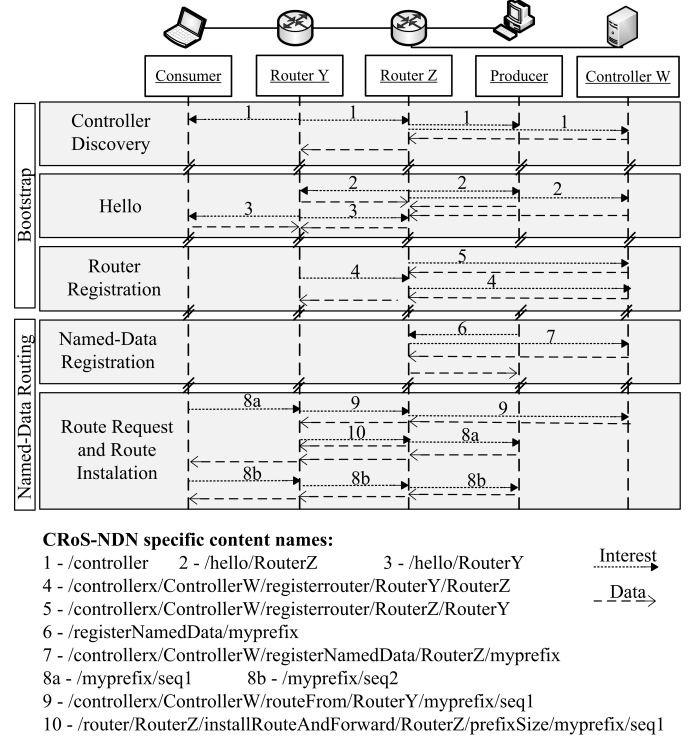 Consumer Router Y Router Z Producer Controller W
Bootstrap
Controller
Discovery
1 1 1 1
Hello
2 2 2
3 3
Router
Registration
5
4 4
Named-Data Routing
Named-Data
Registration
6 7
Route Request
and Route
Instalation
8a 9 9
10 8a
8b 8b 8b
CRoS-NDN specific content names:
1 - /controller 2 - /hello/RouterZ 3 - /hello/RouterY
Interest
4 - /controllerx/ControllerW/registerrouter/RouterY/RouterZ
5 - /controllerx/ControllerW/registerrouter/RouterZ/RouterY
Data
6 - /registerNamedData/myprefix
7 - /controllerx/ControllerW/registerNamedData/RouterZ/myprefix
8a - /myprefix/seq1 8b - /myprefix/seq2
9 - /controllerx/ControllerW/routeFrom/RouterY/myprefix/seq1
10 - /router/RouterZ/installRouteAndForward/RouterZ/prefixSize/myprefix/seq1